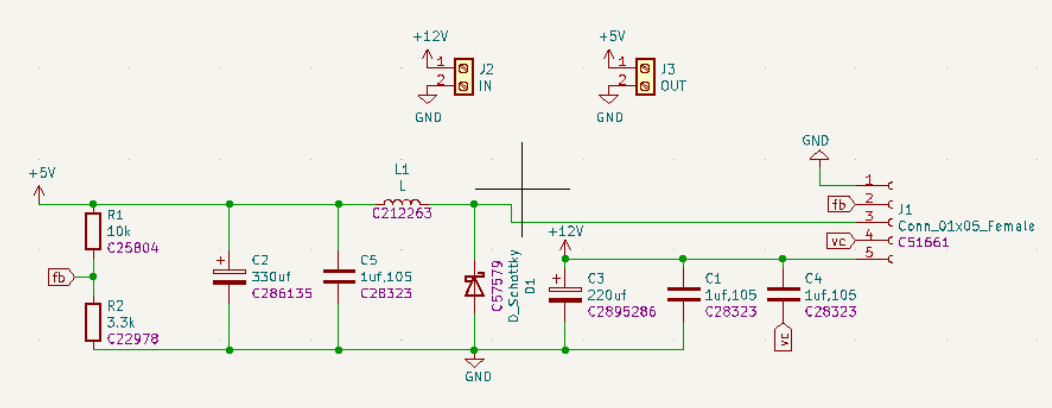 +12V
1
2
J2
IN
GND
+5V
1
2
J3
OUT
GND
GND
1
fb
2
J1
3
Conn_01x05_Female
vc
4
C51661
5
+5V
R1
10k
C25804
fb
R2
3.3k
C22978
+
C2
330uf
C286135
C5
1uf,105
C28323
L1
L
C212263
C57579
D_Schottky
D1
GND
+12V
+
C3
220uf
C2895286
C1
1uf,105
C28323
C4
1uf,105
C28323
vc